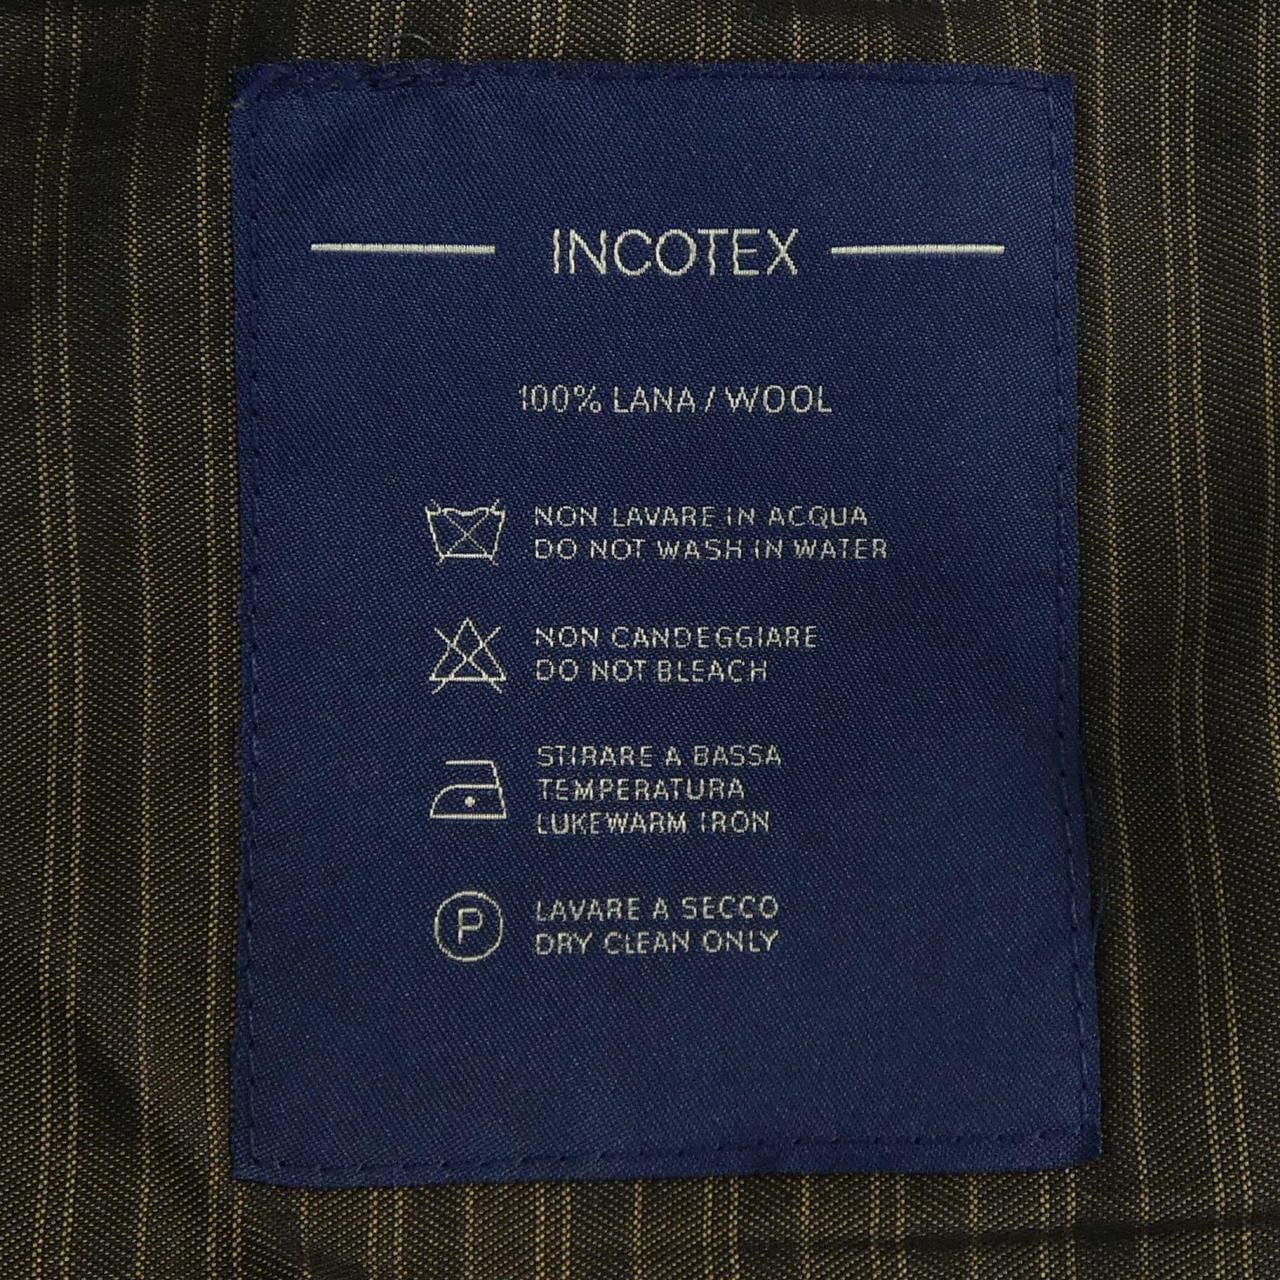 INCOTEX
100% LANA / WOOL
NON LAVARE IN ACQUA
DO NOT WASH IN WATER
NON CANDEGGIARE
DO NOT BLEACH
STIRARE A BASSA
TEMPERATURA
LUKEWARM IRON
P
LAVARE A SECCO
DRY CLEAN ONLY